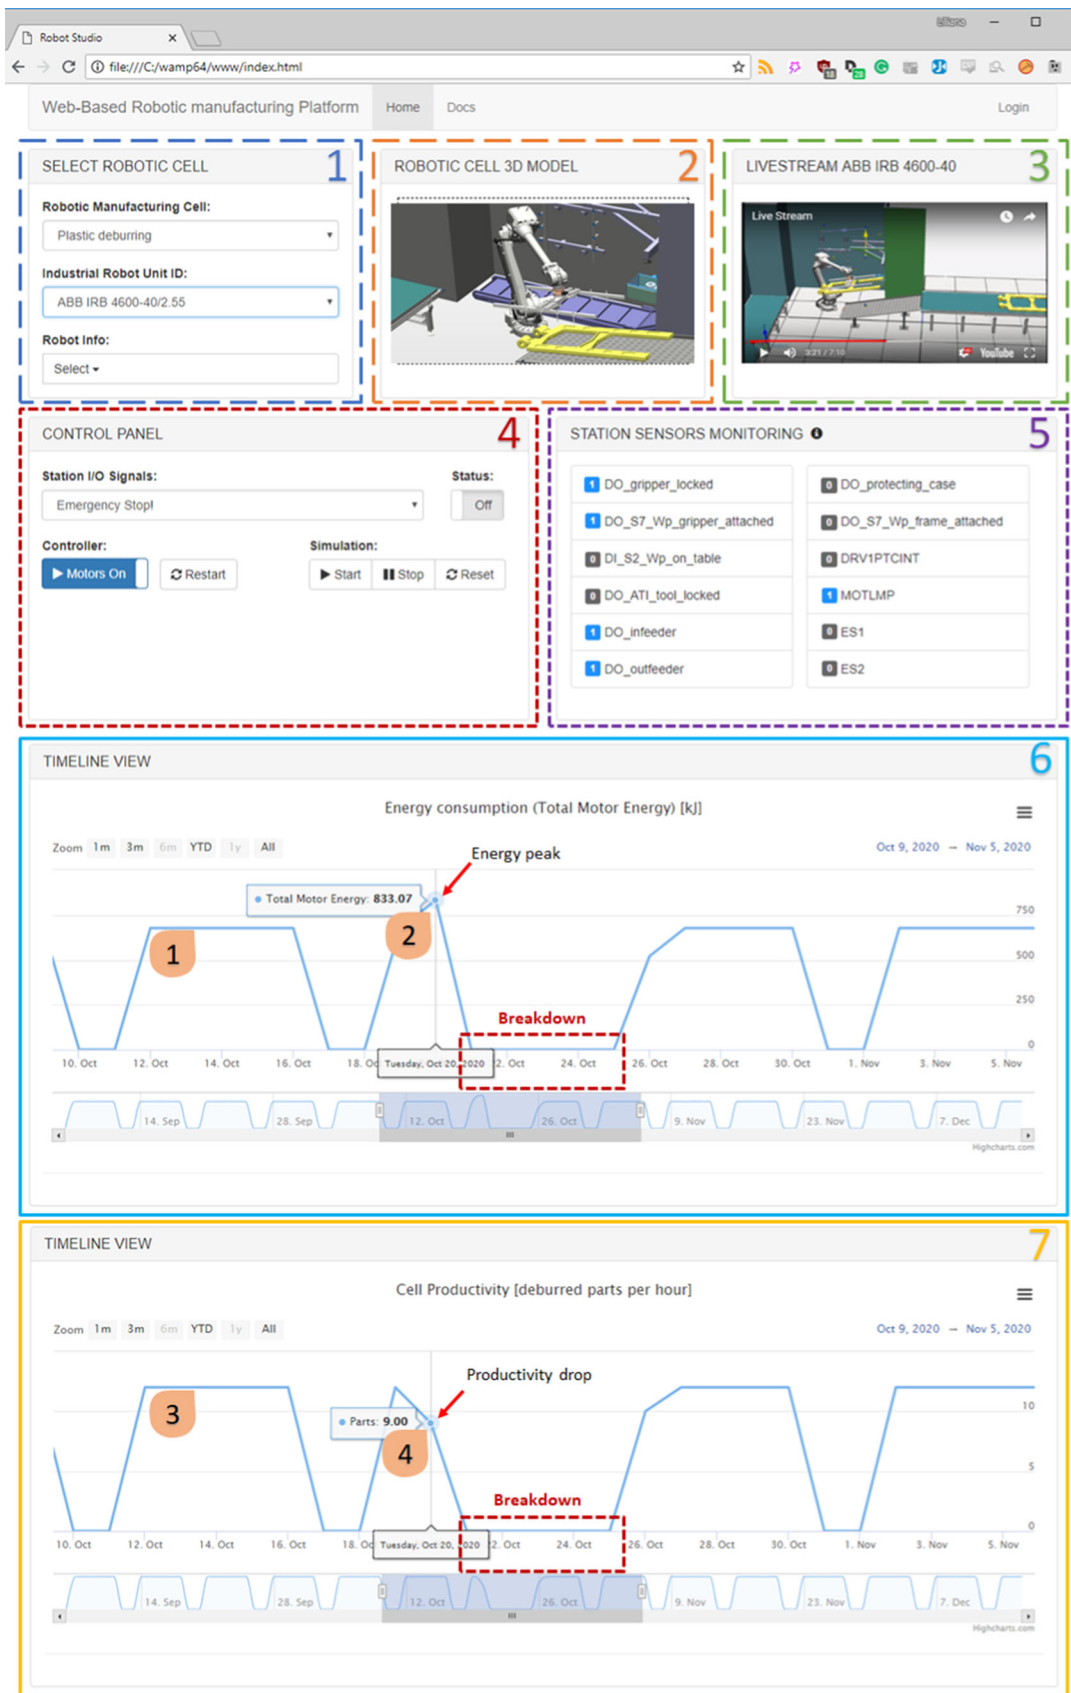 Liliana
Robot Studio
file:///C:/wamp64/www/index.html
18 28
Web-Based Robotic manufacturing Platform Home Docs Login
SELECT ROBOTIC CELL 1
Robotic Manufacturing Cell:
Plastic deburring
Industrial Robot Unit ID:
ABB IRB 4600-40/2.55
Robot Info:
Select
ROBOTIC CELL 3D MODEL 2
LIVESTREAM ABB IRB 4600-40 3
Live Stream
3:21 / 7:10 YouTube
CONTROL PANEL 4
Station I/O Signals: Status:
Emergency Stop! Off
Controller: Simulation:
Motors On Restart Start Stop Reset
STATION SENSORS MONITORING 5
1 DO_gripper_locked 0 DO_protecting_case
1 DO_S7_Wp_gripper_attached 0 DO_S7_Wp_frame_attached
0 DI_S2_Wp_on_table 0 DRV1PTCINT
0 DO_ATI_tool_locked 1 MOTLMP
1 DO_infeeder 0 ES1
1 DO_outfeeder 0 ES2
TIMELINE VIEW 6
Energy consumption (Total Motor Energy) [kJ]
Zoom 1m 3m 6m YTD 1y All Oct 9, 2020 – Nov 5, 2020
Energy peak
Total Motor Energy: 833.07
750
1 2
500
250
Breakdown
0
10. Oct 12. Oct 14. Oct 16. Oct 18. Oc Tuesday, Oct 20, 2020 2. Oct 24. Oct 26. Oct 28. Oct 30. Oct 1. Nov 3. Nov 5. Nov
14. Sep 28. Sep 12. Oct 26. Oct 9. Nov 23. Nov 7. Dec
Highcharts.com
TIMELINE VIEW 7
Cell Productivity [deburred parts per hour]
Zoom 1m 3m 6m YTD 1y All Oct 9, 2020 – Nov 5, 2020
Productivity drop
10
3 Parts: 9.00
4
5
Breakdown
0
10. Oct 12. Oct 14. Oct 16. Oct 18. Oc Tuesday, Oct 20, 2020 2. Oct 24. Oct 26. Oct 28. Oct 30. Oct 1. Nov 3. Nov 5. Nov
14. Sep 28. Sep 12. Oct 26. Oct 9. Nov 23. Nov 7. Dec
Highcharts.com